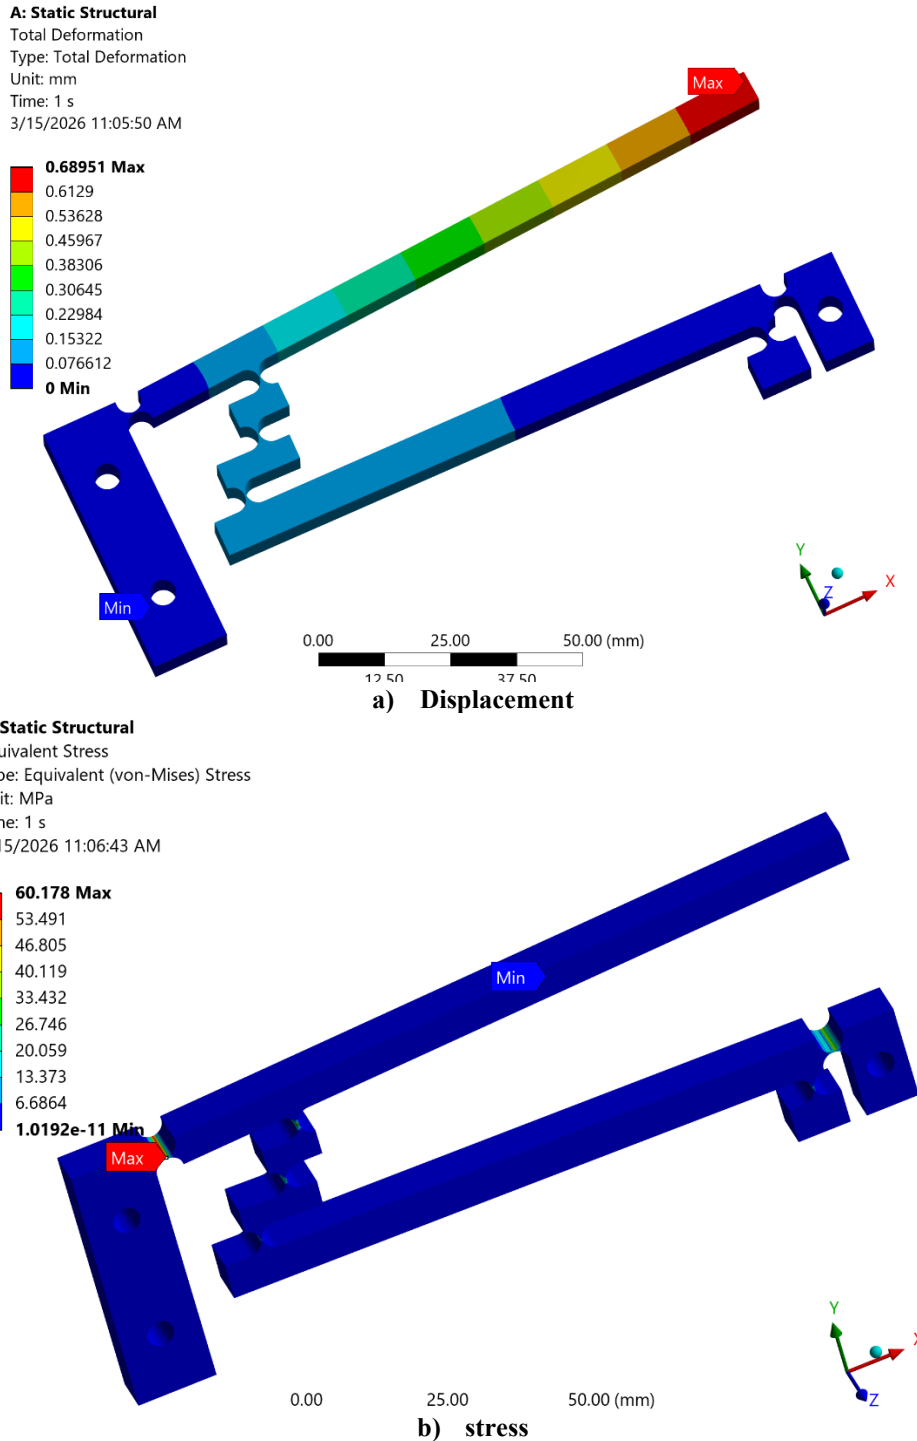 A: Static Structural
Total Deformation
Type: Total Deformation
Unit: mm
Time: 1 s
3/15/2026 11:05:50 AM
0.68951 Max
0.6129
0.53628
0.45967
0.38306
0.30645
0.22984
0.15322
0.076612
0 Min
Max
Min
Y
X
Z
0.00 25.00 50.00 (mm)
12.50 37.50
a) Displacement
Static Structural
uivalent Stress
pe: Equivalent (von-Mises) Stress
it: MPa
ne: 1 s
15/2026 11:06:43 AM
60.178 Max
53.491
46.805
40.119
33.432
26.746
20.059
13.373
6.6864
1.0192e-11 Min
Min
Max
Y
X
Z
0.00 25.00 50.00 (mm)
b) stress